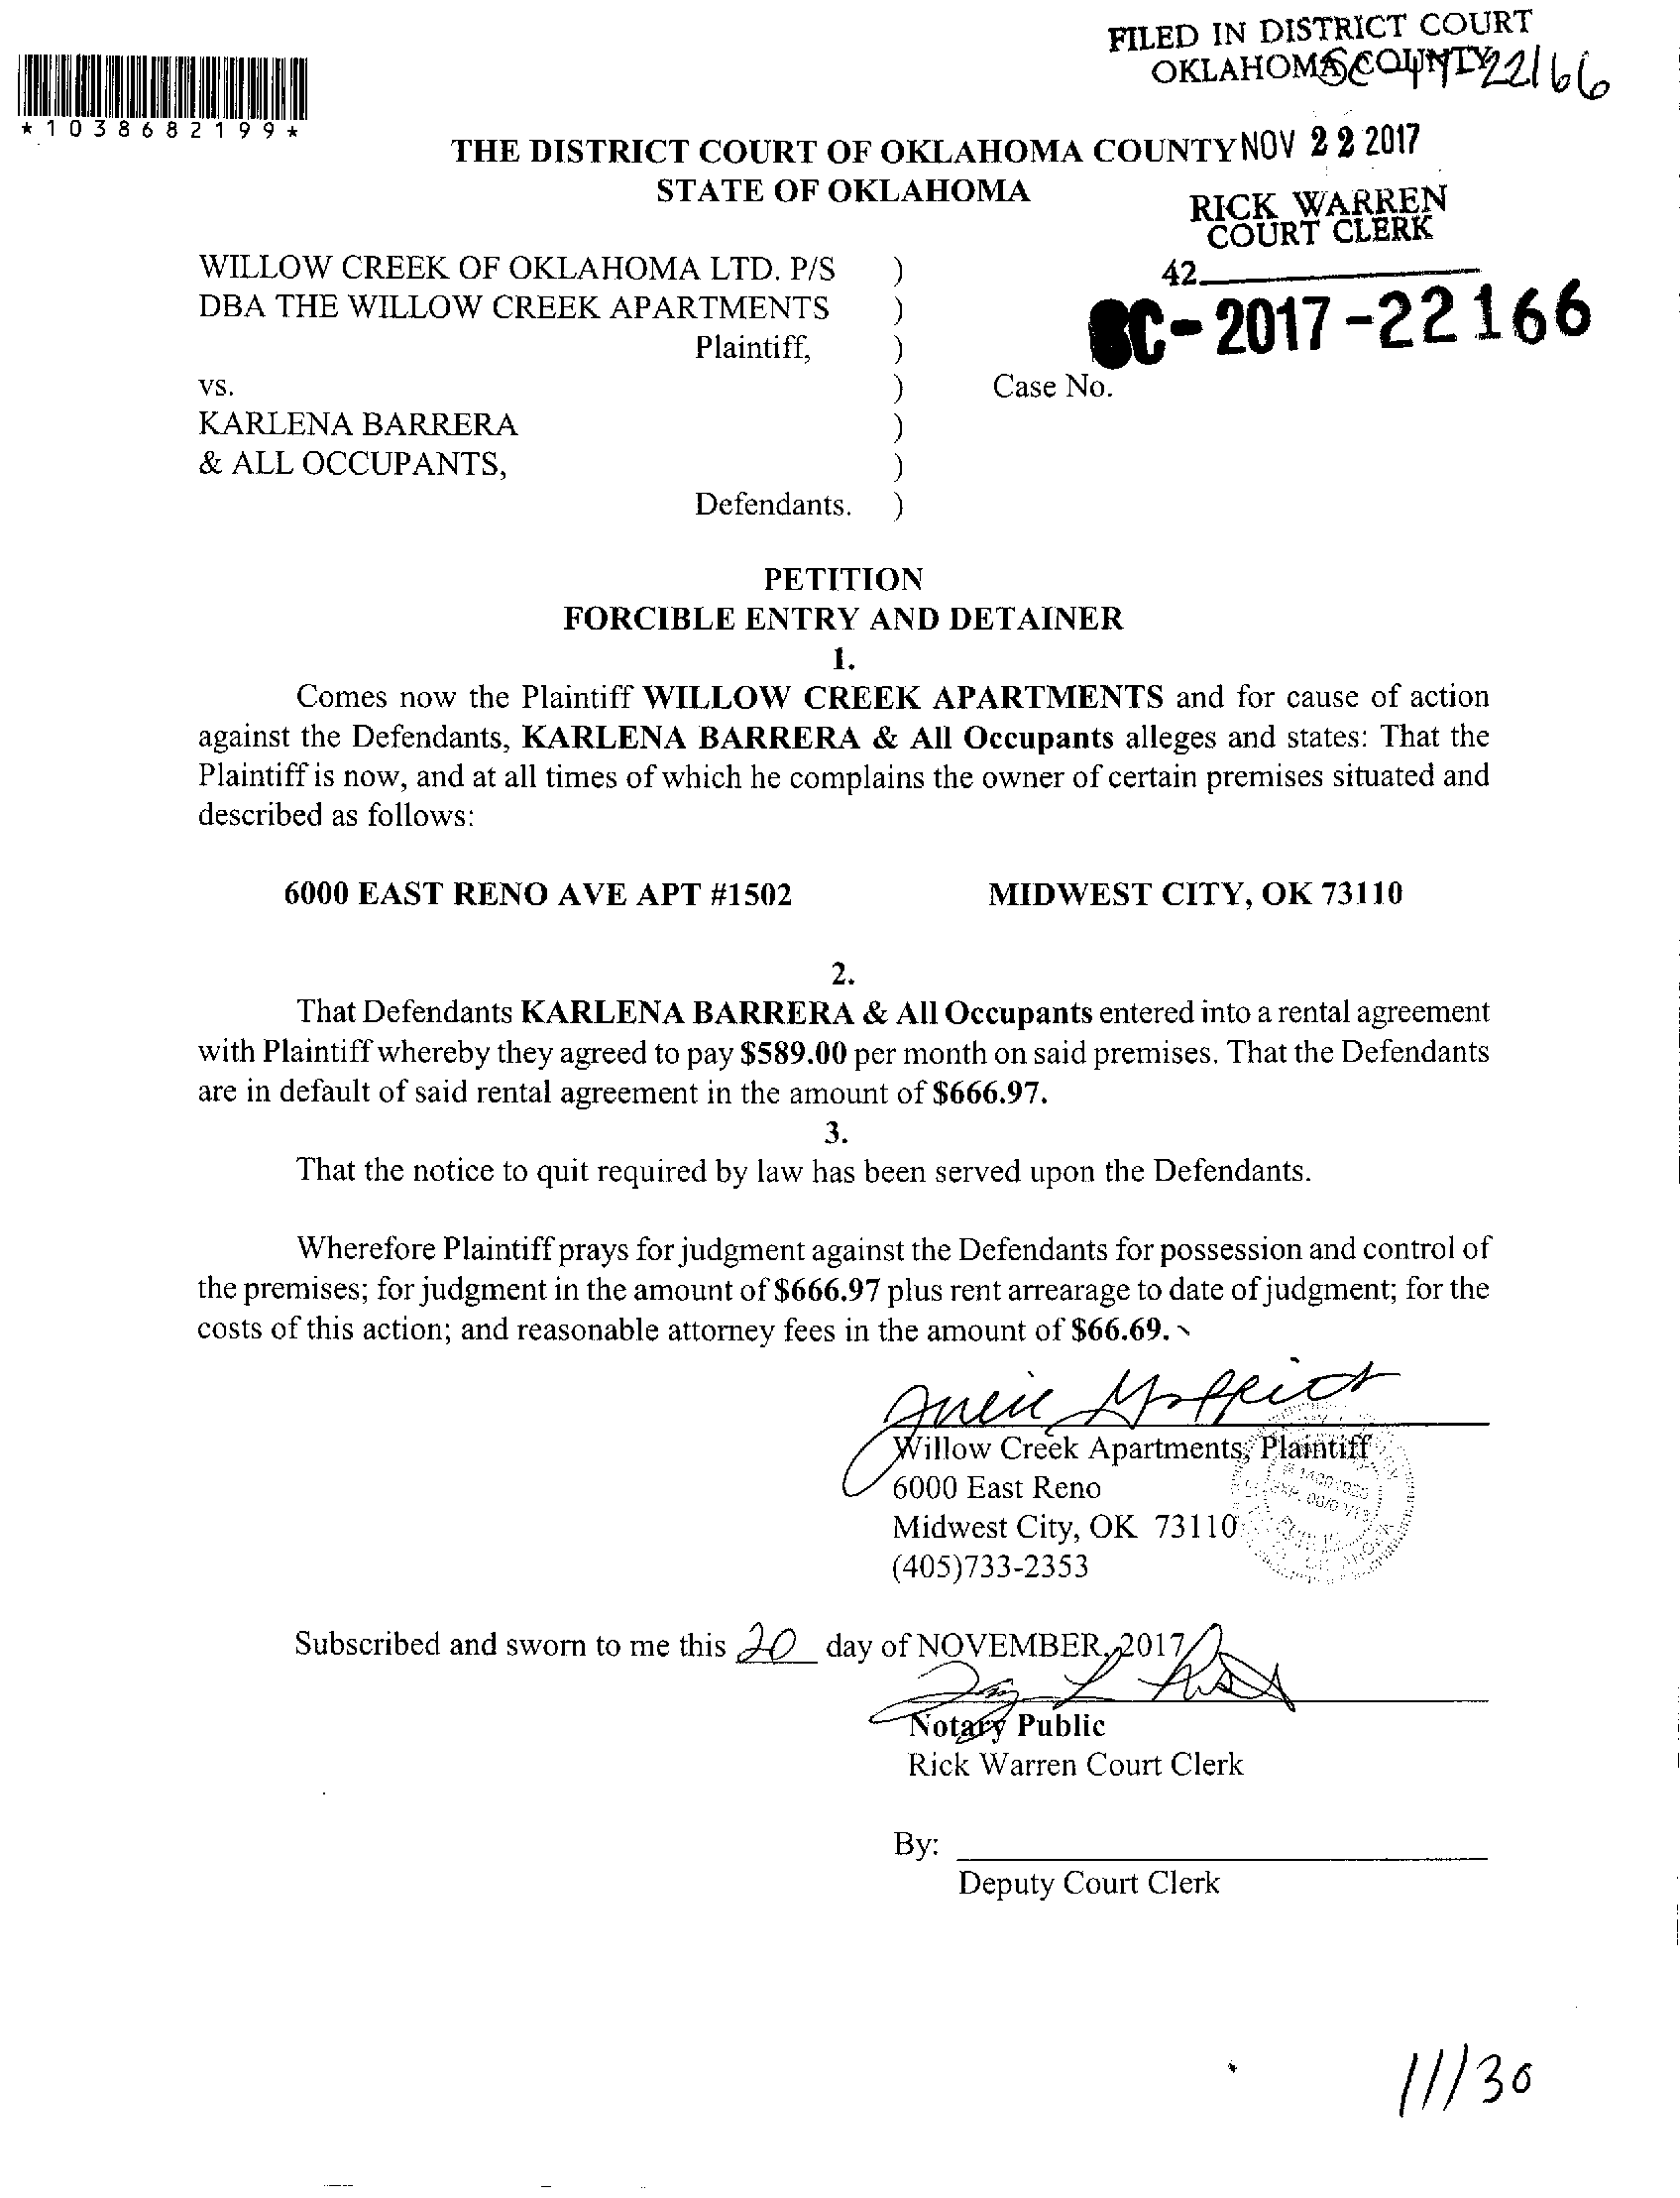 FILED IN DISTRICT COURT
OKLAHOMA COUNTY
SC 17 22166
*1038682199*
THE DISTRICT COURT OF OKLAHOMA COUNTY NOV 22 2017
STATE OF OKLAHOMA
RICK WARREN
COURT CLERK
42
WILLOW CREEK OF OKLAHOMA LTD. P/S )
DBA THE WILLOW CREEK APARTMENTS )
SC-2017-22166
Plaintiff, )
vs. ) Case No.
KARLENA BARRERA )
& ALL OCCUPANTS, )
Defendants. )
PETITION
FORCIBLE ENTRY AND DETAINER
1.
Comes now the Plaintiff WILLOW CREEK APARTMENTS and for cause of action
against the Defendants, KARLENA BARRERA & All Occupants alleges and states: That the
Plaintiff is now, and at all times of which he complains the owner of certain premises situated and
described as follows:
6000 EAST RENO AVE APT #1502 MIDWEST CITY, OK 73110
2.
That Defendants KARLENA BARRERA & All Occupants entered into a rental agreement
with Plaintiff whereby they agreed to pay $589.00 per month on said premises. That the Defendants
are in default of said rental agreement in the amount of $666.97.
3.
That the notice to quit required by law has been served upon the Defendants.
Wherefore Plaintiff prays for judgment against the Defendants for possession and control of
the premises; for judgment in the amount of $666.97 plus rent arrearage to date of judgment; for the
costs of this action; and reasonable attorney fees in the amount of $66.69.
Willow Creek Apartments, Plaintiff
6000 East Reno
Midwest City, OK 73110
(405)733-2353
Subscribed and sworn to me this 20 day of NOVEMBER, 2017
Notary Public
Rick Warren Court Clerk
By:
Deputy Court Clerk
11/30